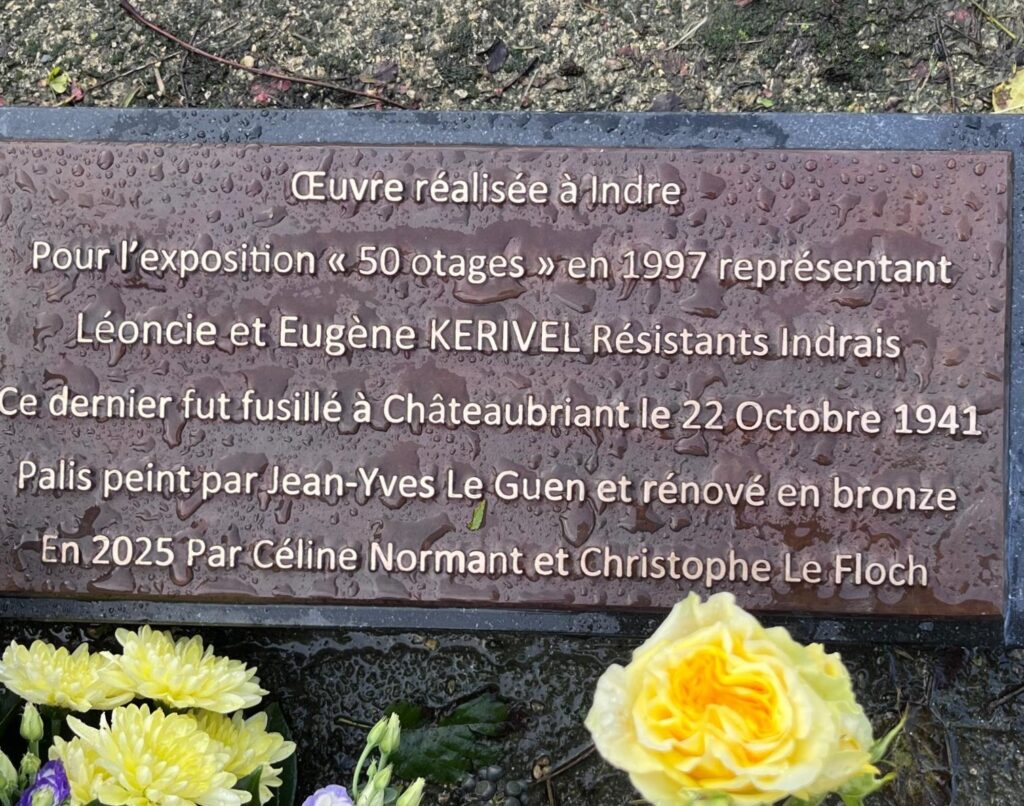 Œuvre réalisée à Indre
Pour l’exposition « 50 otages » en 1997 représentant
Léoncie et Eugène KERIVEL Résistants Indrais
Ce dernier fut fusillé à Châteaubriant le 22 Octobre 1941
Palis peint par Jean-Yves Le Guen et rénové en bronze
En 2025 Par Céline Normant et Christophe Le Floch